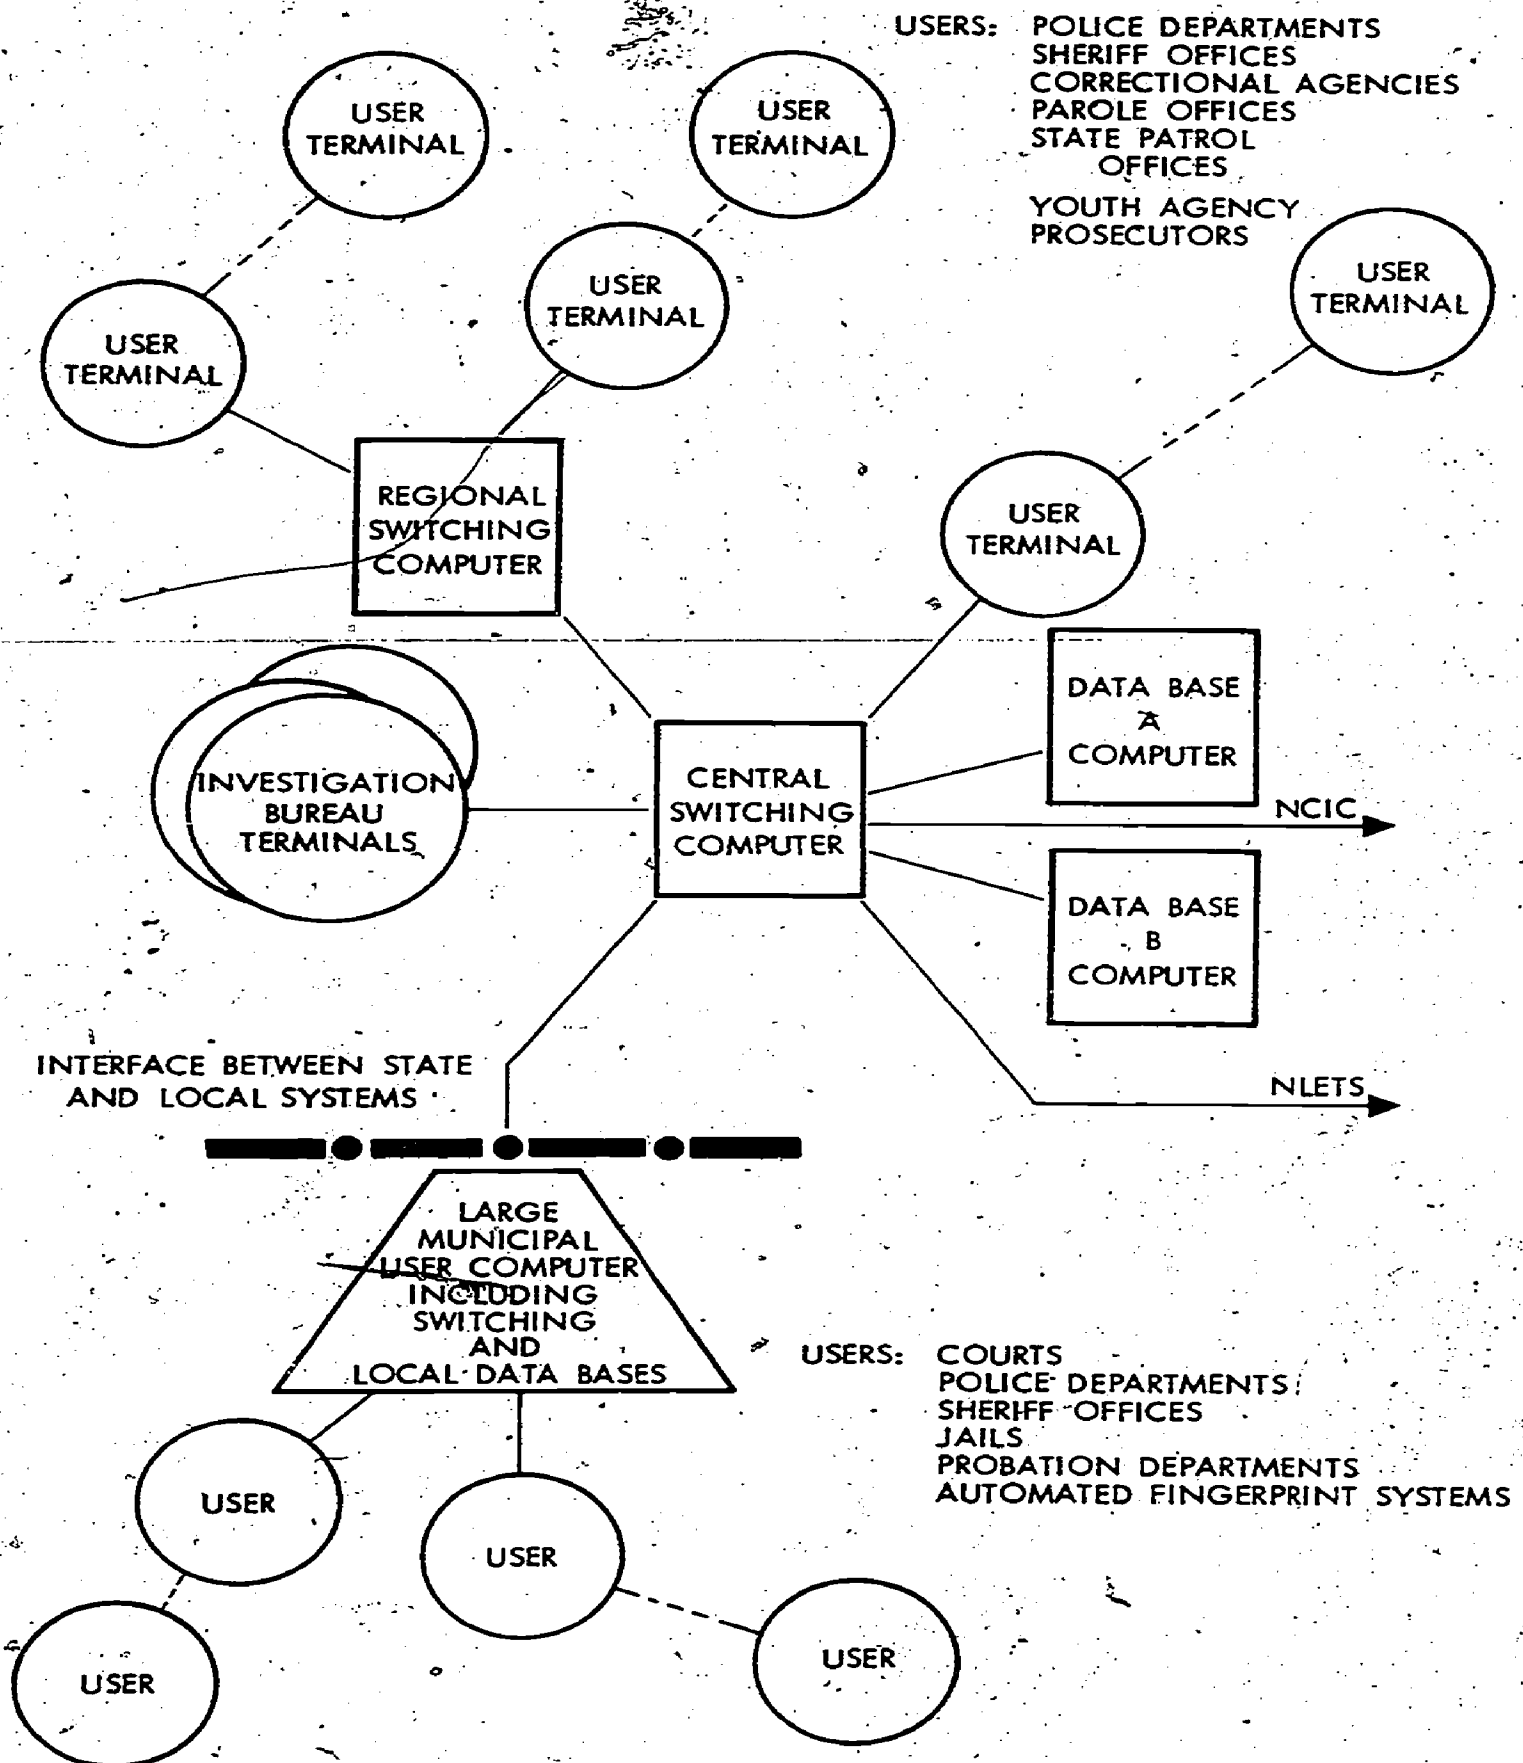 USERS: POLICE DEPARTMENTS
SHERIFF OFFICES
CORRECTIONAL AGENCIES
PAROLE OFFICES
STATE PATROL
OFFICES
YOUTH AGENCY
PROSECUTORS
USER
TERMINAL
USER
TERMINAL
USER
TERMINAL
USER
TERMINAL
USER
TERMINAL
REGIONAL
SWITCHING
COMPUTER
USER
TERMINAL
INVESTIGATION
BUREAU
TERMINALS
CENTRAL
SWITCHING
COMPUTER
DATA BASE
A
COMPUTER
NCIC
DATA BASE
B
COMPUTER
NLETS
INTERFACE BETWEEN STATE
AND LOCAL SYSTEMS
LARGE
MUNICIPAL
USER COMPUTER
INCLUDING
SWITCHING
AND
LOCAL DATA BASES
USERS: COURTS
POLICE DEPARTMENTS
SHERIFF OFFICES
JAILS
PROBATION DEPARTMENTS
AUTOMATED FINGERPRINT SYSTEMS
USER
USER
USER
USER